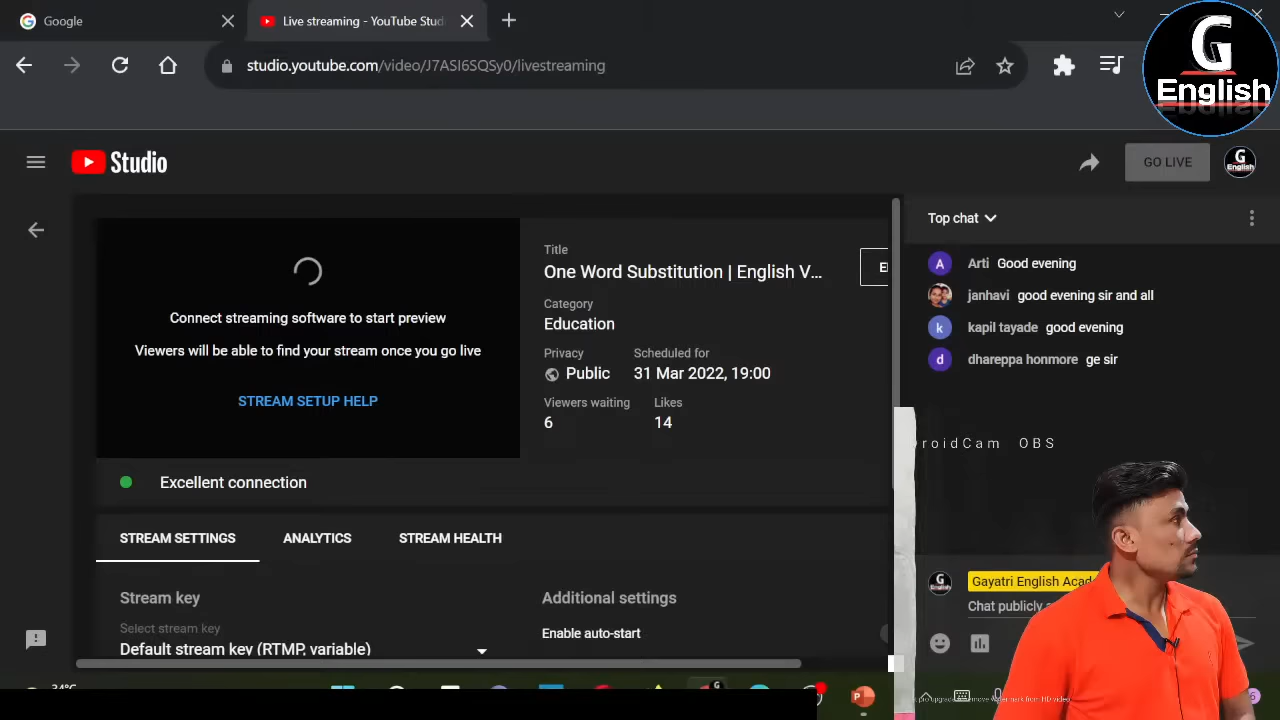 Google
Live streaming - YouTube Stud
studio.youtube.com/video/J7ASI6SQSy0/livestreaming
G
English
Studio
GO LIVE
G
English
Connect streaming software to start preview
Viewers will be able to find your stream once you go live
STREAM SETUP HELP
Title
One Word Substitution | English V...
Category
Education
Privacy
Scheduled for
Public
31 Mar 2022, 19:00
Viewers waiting
Likes
6
14
Excellent connection
STREAM SETTINGS
ANALYTICS
STREAM HEALTH
Stream key
Additional settings
Select stream key
Enable auto-start
Default stream key (RTMP, variable)
Top chat
A
Arti Good evening
janhavi good evening sir and all
k
kapil tayade good evening
d
dhareppa honmore ge sir
roidCam OBS
Gayatri English Acad
Chat publicly
34°C